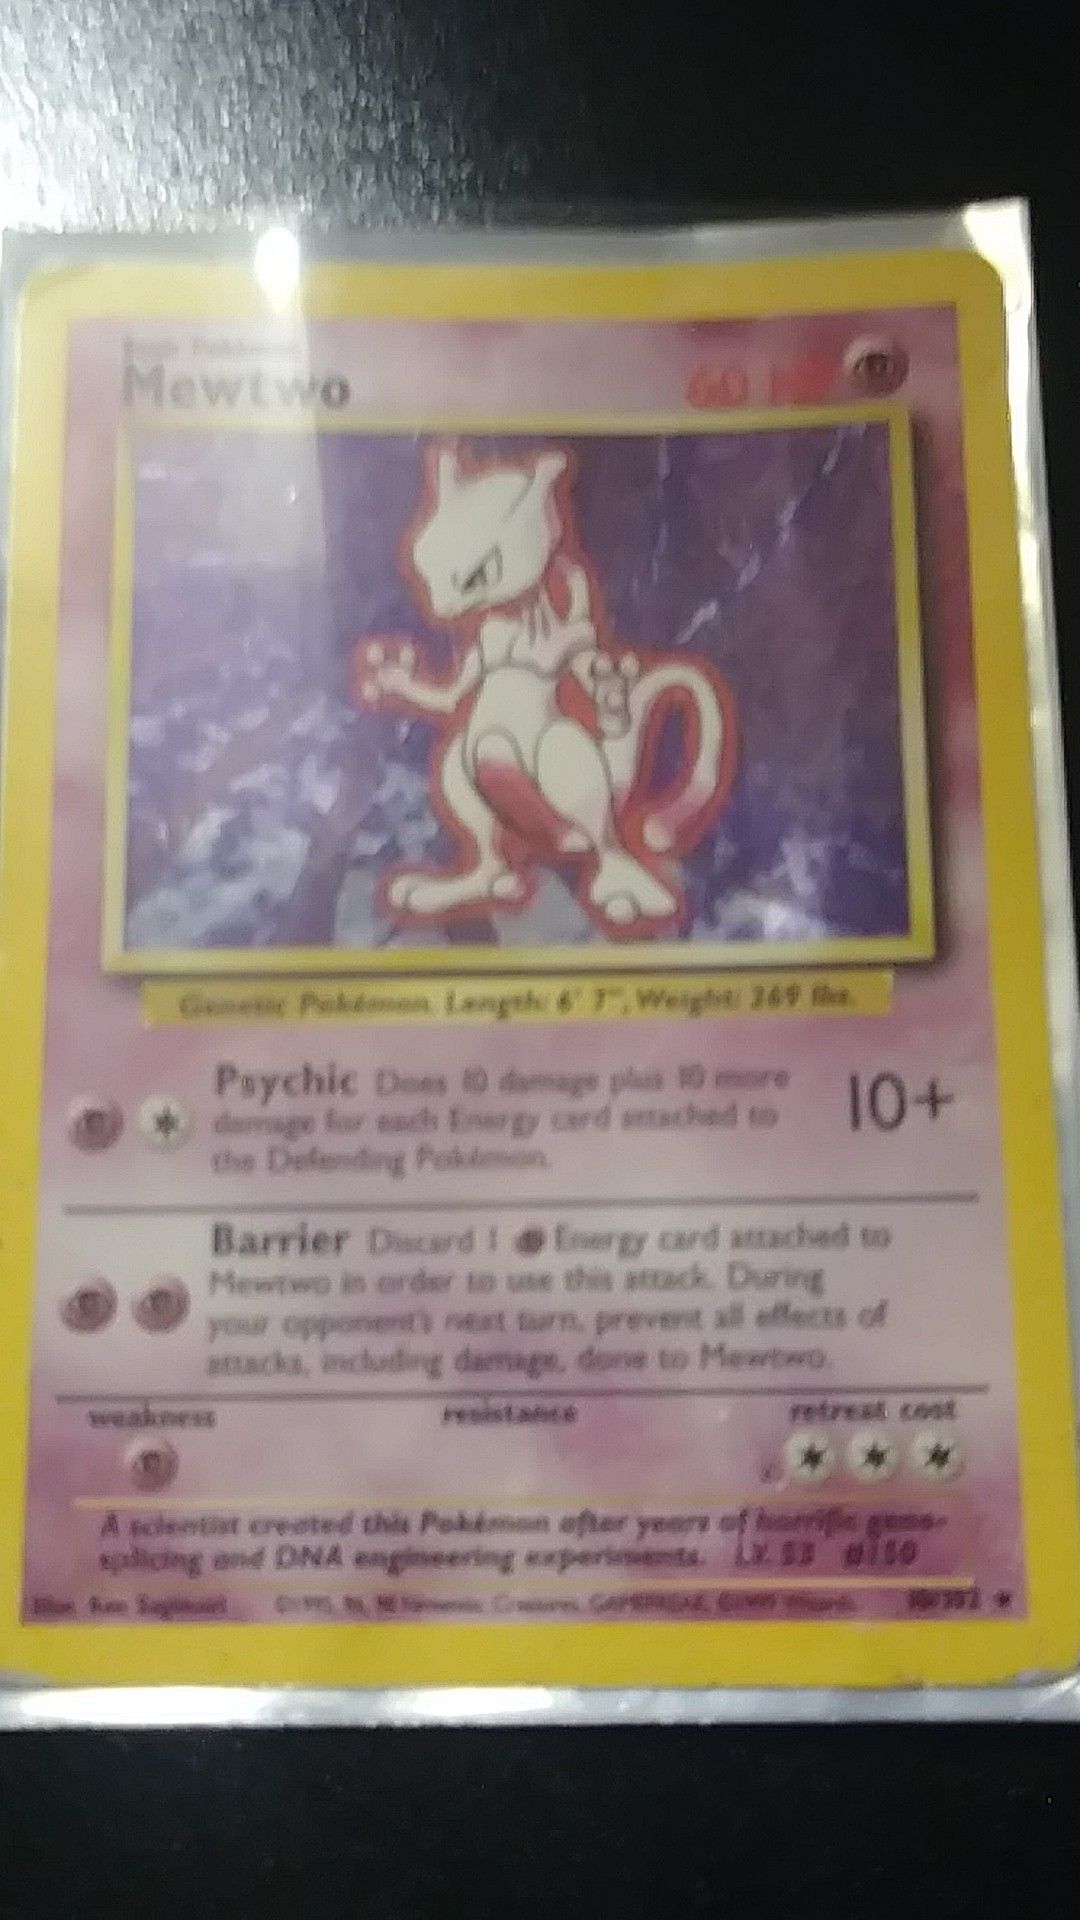 Basic Pokémon
Mewtwo
60 HP
Genetic Pokémon. Length: 6' 7", Weight: 269 lbs.
Psychic Does 10 damage plus 10 more
damage for each Energy card attached to
the Defending Pokémon.
10+
Barrier Discard 1 Energy card attached to
Mewtwo in order to use this attack. During
your opponent's next turn, prevent all effects of
attacks, including damage, done to Mewtwo.
weakness resistance retreat cost
A scientist created this Pokémon after years of horrific gene-
splicing and DNA engineering experiments. LV. 53 #150